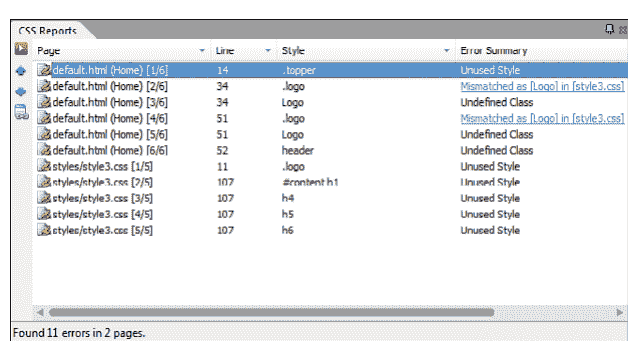 CSS Reports
Page Line Style Error Summary
default.html (Home) [1/6] 14 .topper Unused Style
default.html (Home) [2/6] 34 .logo Mismatched as [Logo] in [style3.css]
default.html (Home) [3/6] 34 Logo Undefined Class
default.html (Home) [4/6] 51 .logo Mismatched as [Logo] in [style3.css]
default.html (Home) [5/6] 51 Logo Undefined Class
default.html (Home) [6/6] 52 header Undefined Class
styles/style3.css [1/5] 11 .logo Unused Style
styles/style3.css [2/5] 107 #content h1 Unused Style
styles/style3.css [3/5] 107 h4 Unused Style
styles/style3.css [4/5] 107 h5 Unused Style
styles/style3.css [5/5] 107 h6 Unused Style
Found 11 errors in 2 pages.